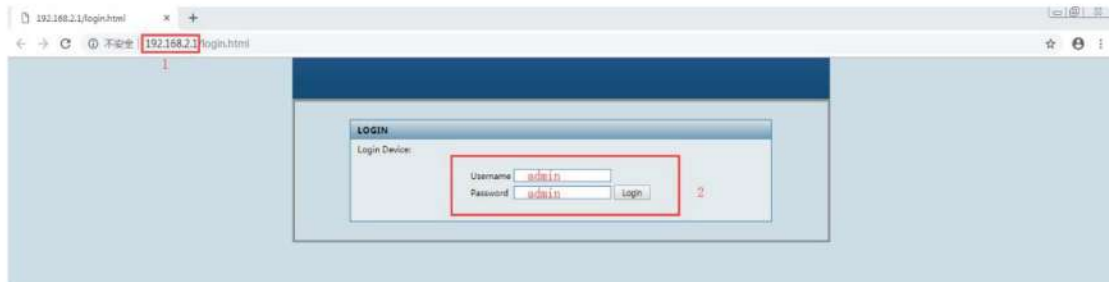 192.168.2.1/login.html
不安全 192.168.2.1/login.html
1
LOGIN
Login Device:
Username admin
Password admin Login
2